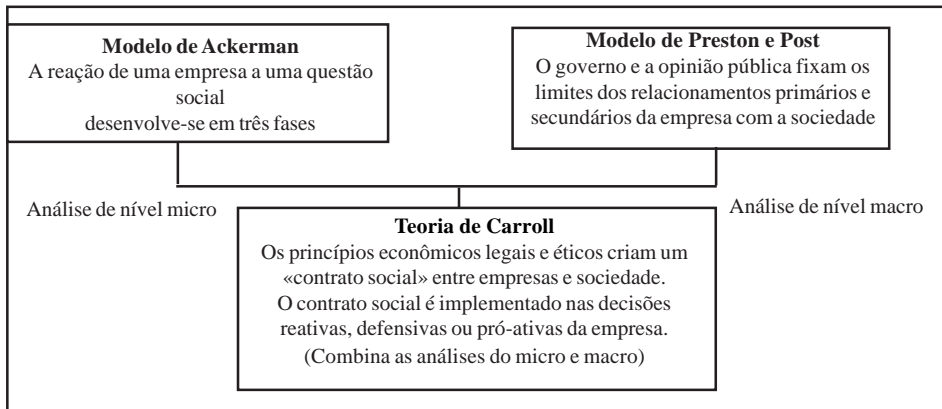 Modelo de Ackerman
A reação de uma empresa a uma questão
social
desenvolve-se em três fases
Modelo de Preston e Post
O governo e a opinião pública fixam os
limites dos relacionamentos primários e
secundários da empresa com a sociedade
Análise de nível micro
Análise de nível macro
Teoria de Carroll
Os princípios econômicos legais e éticos criam um
«contrato social» entre empresas e sociedade.
O contrato social é implementado nas decisões
reativas, defensivas ou pró-ativas da empresa.
(Combina as análises do micro e macro)